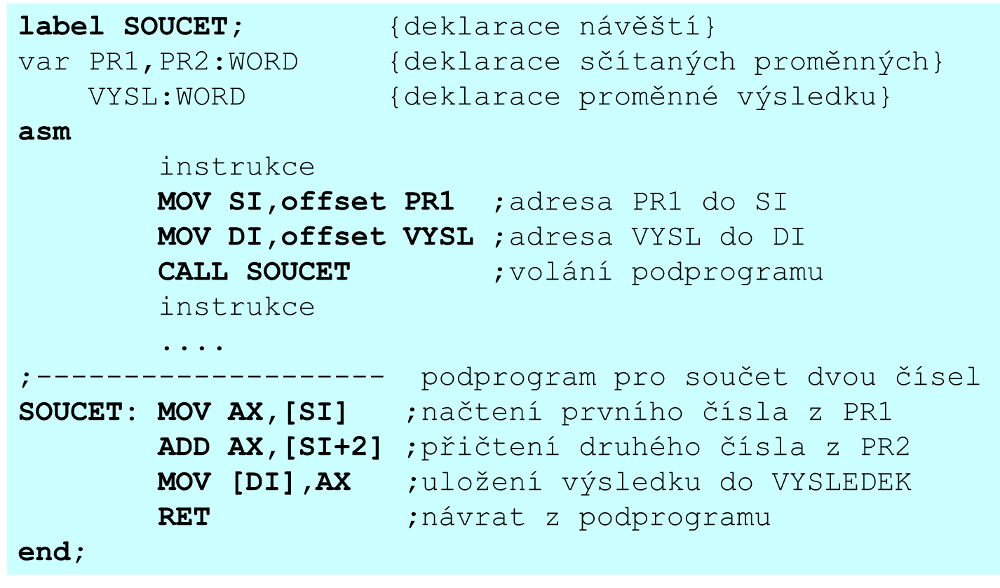 label SOUCET;        {deklarace návěští}
var PR1,PR2:WORD     {deklarace sčítaných proměnných}
    VYSL:WORD        {deklarace proměnné výsledku}
asm
        instrukce
        MOV SI,offset PR1  ;adresa PR1 do SI
        MOV DI,offset VYSL ;adresa VYSL do DI
        CALL SOUCET        ;volání podprogramu
        instrukce
        ....
;--------------------  podprogram pro součet dvou čísel
SOUCET: MOV AX,[SI]   ;načtení prvního čísla z PR1
        ADD AX,[SI+2] ;přičtení druhého čísla z PR2
        MOV [DI],AX   ;uložení výsledku do VYSLEDEK
        RET           ;návrat z podprogramu
end;